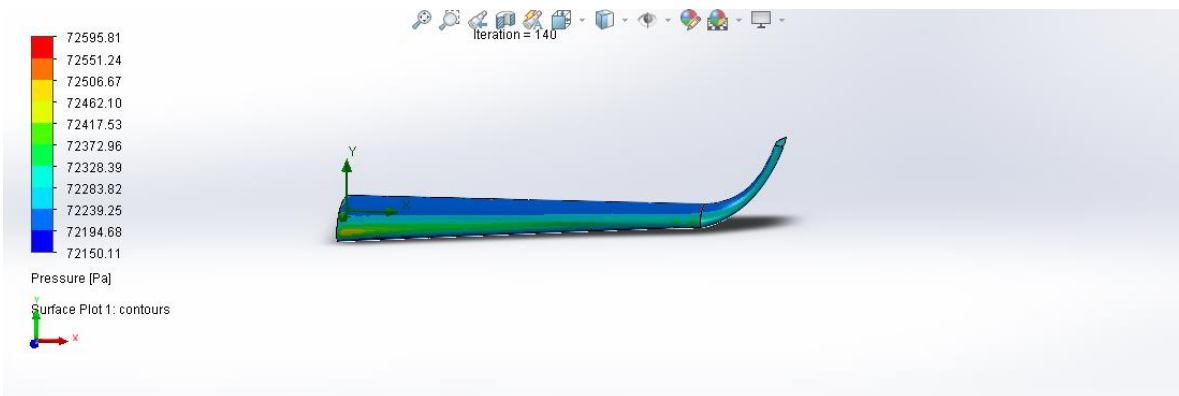 Iteration = 140
72595.81
72551.24
72506.67
72462.10
72417.53
72372.96
72328.39
72283.82
72239.25
72194.68
72150.11
Pressure [Pa]
Surface Plot 1: contours
Y
X
Y
X